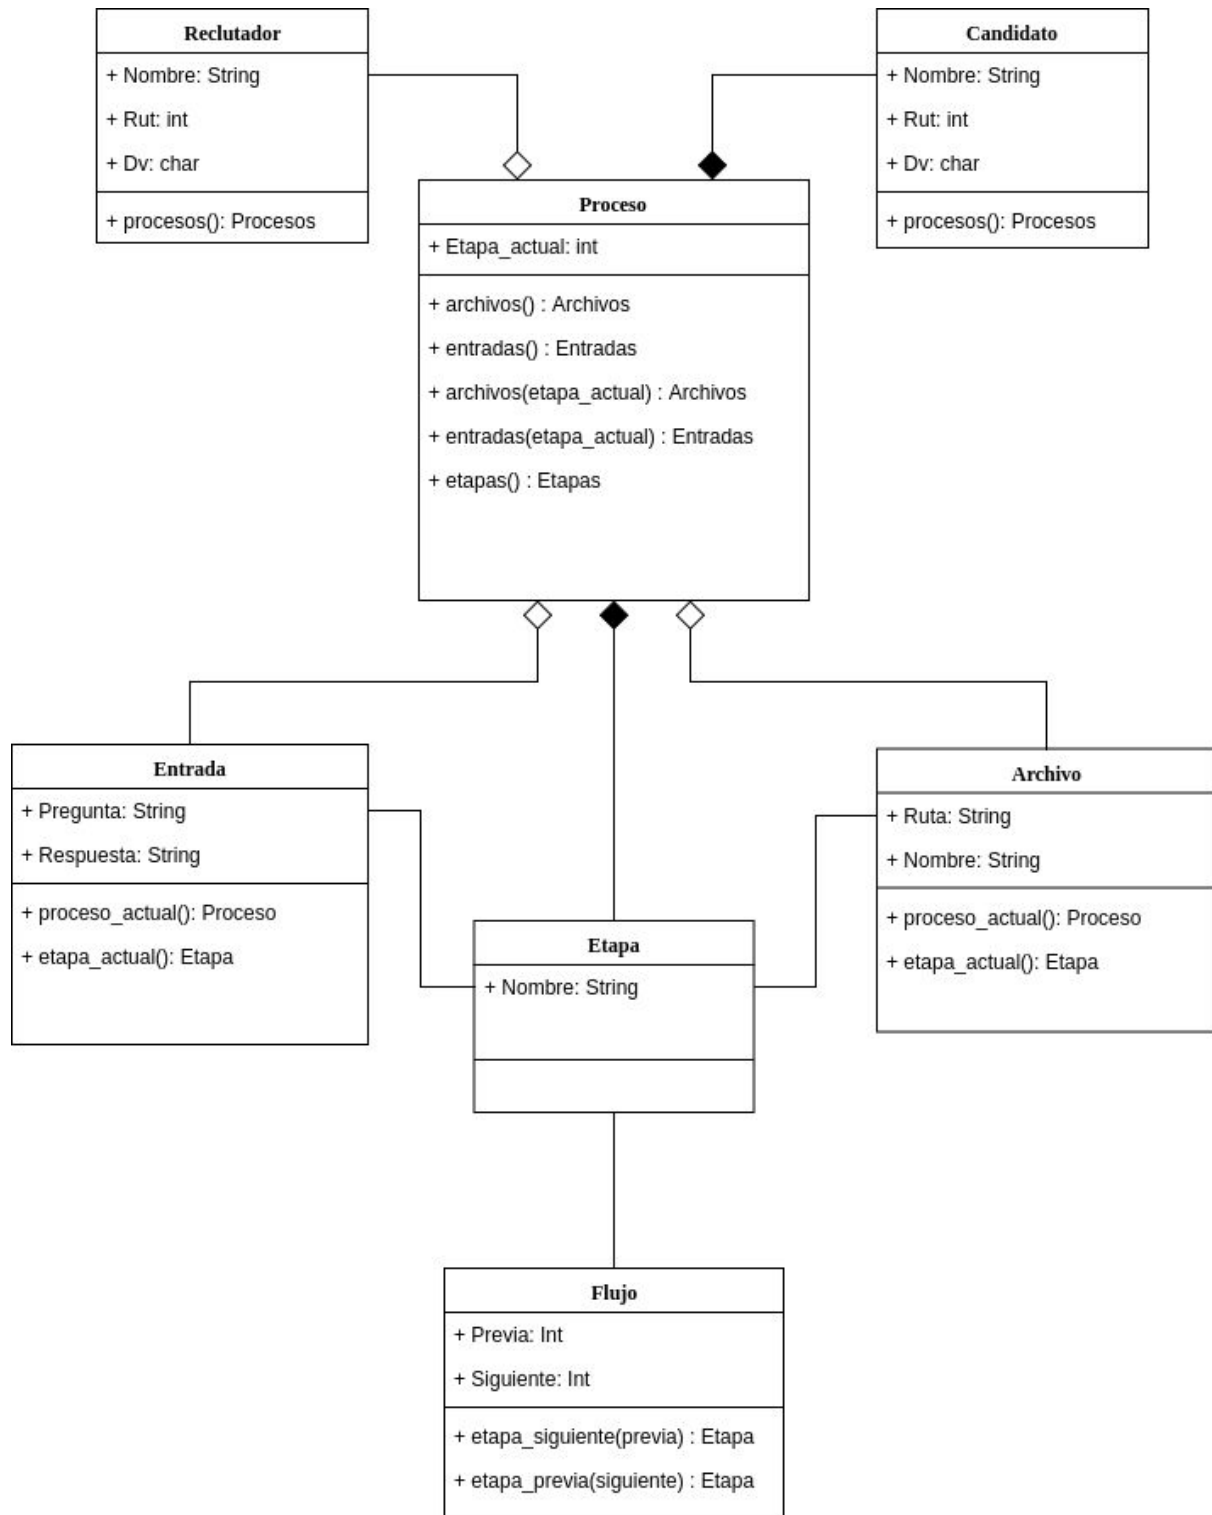 Reclutador
+ Nombre: String
+ Rut: int
+ Dv: char
+ procesos(): Procesos
Candidato
+ Nombre: String
+ Rut: int
+ Dv: char
+ procesos(): Procesos
Proceso
+ Etapa_actual: int
+ archivos() : Archivos
+ entradas() : Entradas
+ archivos(etapa_actual) : Archivos
+ entradas(etapa_actual) : Entradas
+ etapas() : Etapas
Entrada
+ Pregunta: String
+ Respuesta: String
+ proceso_actual(): Proceso
+ etapa_actual(): Etapa
Archivo
+ Ruta: String
+ Nombre: String
+ proceso_actual(): Proceso
+ etapa_actual(): Etapa
Etapa
+ Nombre: String
Flujo
+ Previa: Int
+ Siguiente: Int
+ etapa_siguiente(previa) : Etapa
+ etapa_previa(siguiente) : Etapa